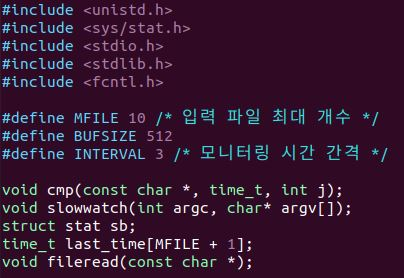 #include <unistd.h>
#include <sys/stat.h>
#include <stdio.h>
#include <stdlib.h>
#include <fcntl.h>
#define MFILE 10 /* 입력 파일 최대 개수 */
#define BUFSIZE 512
#define INTERVAL 3 /* 모니터링 시간 간격 */
void cmp(const char *, time_t, int j);
void slowwatch(int argc, char* argv[]);
struct stat sb;
time_t last_time[MFILE + 1];
void fileread(const char *);